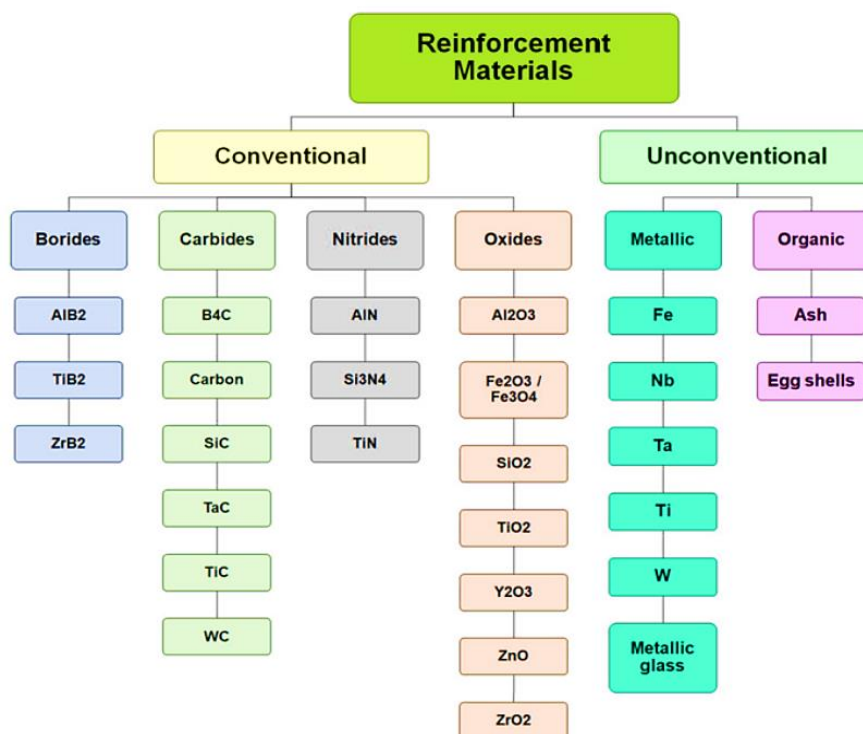 Reinforcement
Materials
Conventional
Unconventional
Borides
Carbides
Nitrides
Oxides
Metallic
Organic
AlB2
TiB2
ZrB2
B4C
Carbon
SiC
TaC
TiC
WC
AlN
Si3N4
TiN
Al2O3
Fe2O3 /
Fe3O4
SiO2
TiO2
Y2O3
ZnO
ZrO2
Fe
Nb
Ta
Ti
W
Metallic
glass
Ash
Egg shells